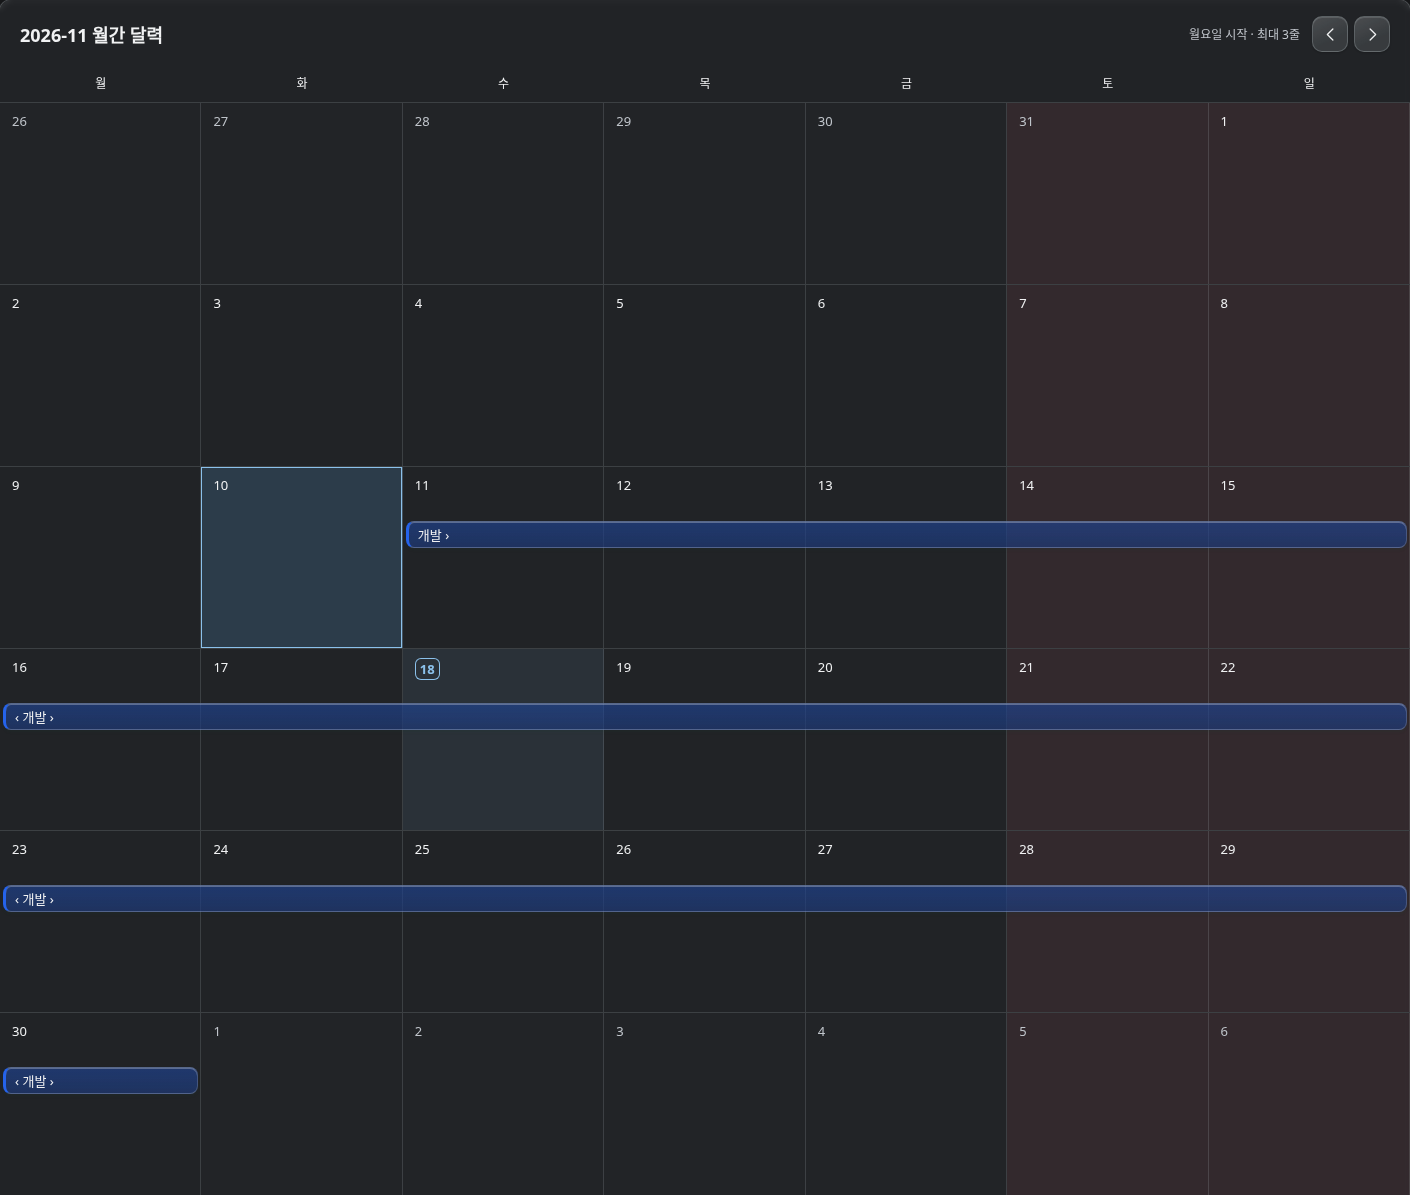 2026-11 월간 달력
월요일 시작 · 최대 3줄
월 화 수 목 금 토 일
26 27 28 29 30 31 1
2 3 4 5 6 7 8
9 10 11 12 13 14 15
개발 ›
16 17 18 19 20 21 22
‹ 개발 ›
23 24 25 26 27 28 29
‹ 개발 ›
30 1 2 3 4 5 6
‹ 개발 ›